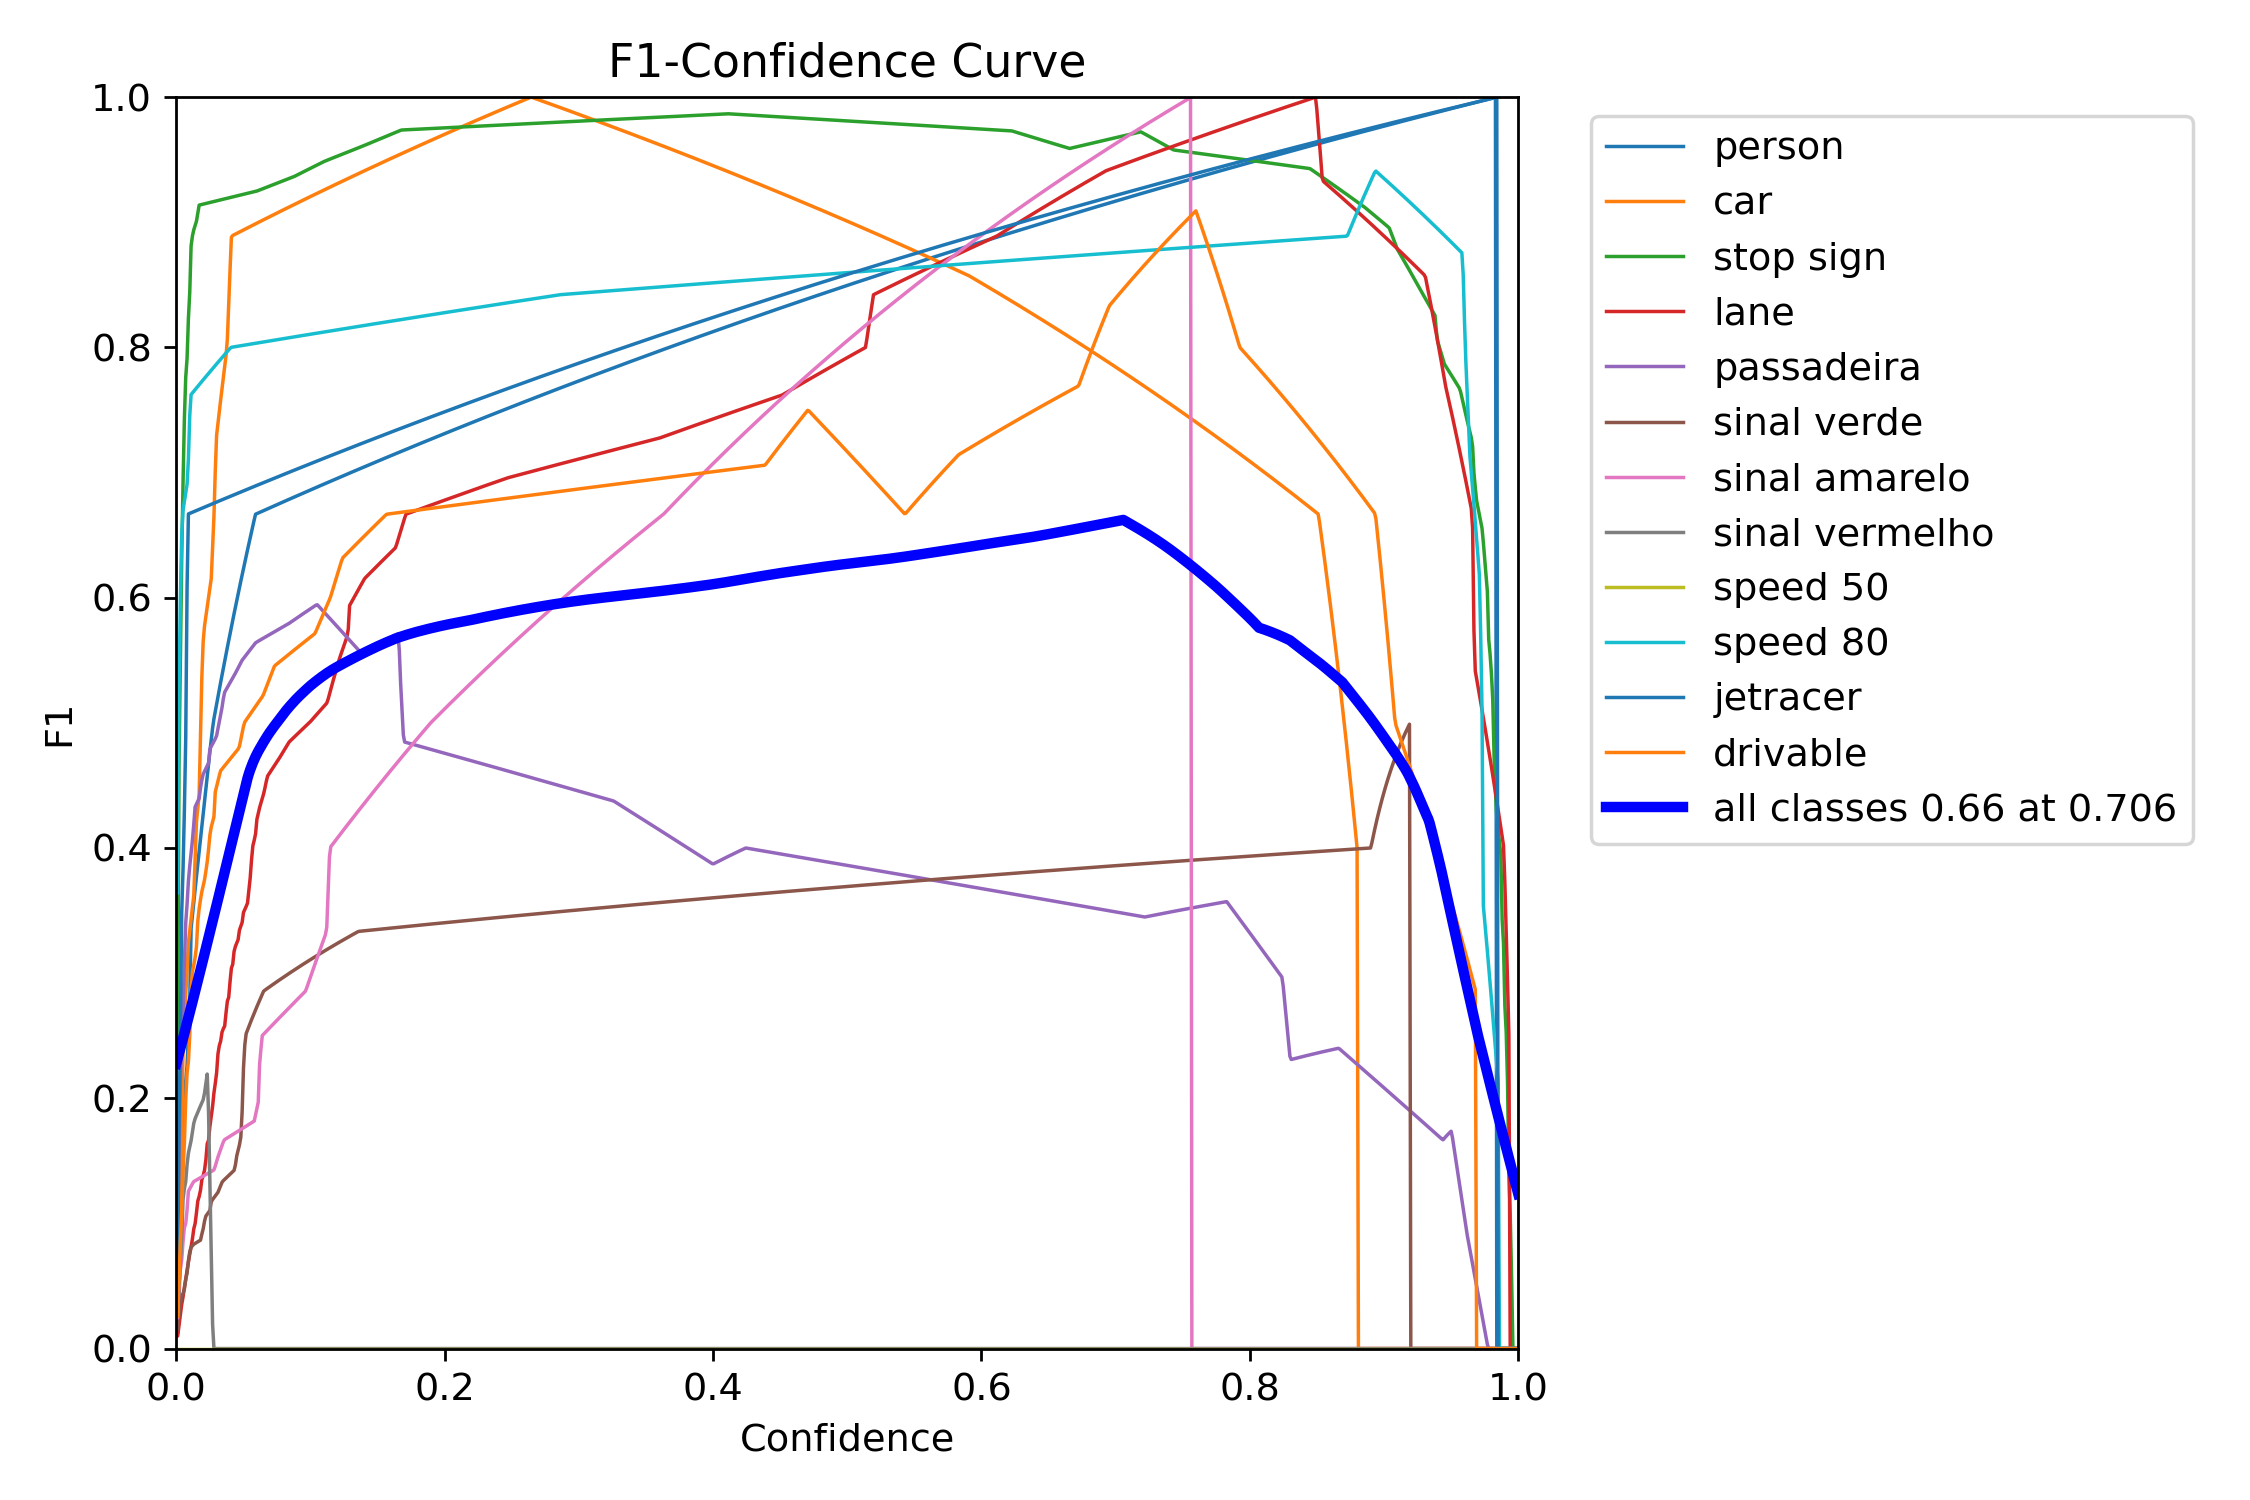 F1-Confidence Curve
1.0
0.8
0.6
0.4
0.2
0.0
F1
0.0 0.2 0.4 0.6 0.8 1.0
Confidence
person
car
stop sign
lane
passadeira
sinal verde
sinal amarelo
sinal vermelho
speed 50
speed 80
jetracer
drivable
all classes 0.66 at 0.706